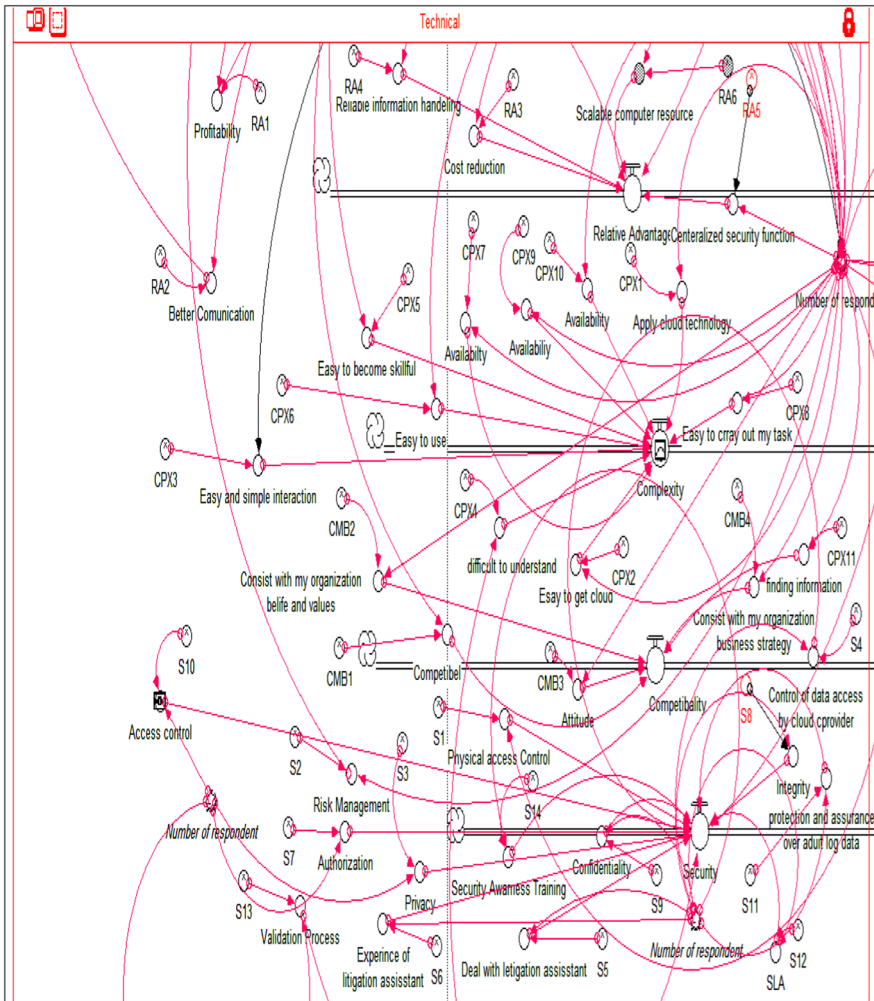 Technical
RA4
RA3
RA6
RA5
Reliable information handeling
Scalable computer resource
Profitability
RA1
Cost reduction
Relative Advantage
Centeralized security function
RA2
CPX7
CPX9
CPX10
CPX1
CPX5
Number of respond
Better Comunication
Availabilty
Availabiliy
Availability
Apply cloud technology
Easy to become skillful
CPX6
CPX8
Easy to use
Easy to crray out my task
CPX3
Easy and simple interaction
Complexity
CMB2
CPX4
CMB4
CPX11
difficult to understand
CPX2
finding information
Consist with my organization
belife and values
Esay to get cloud
Consist with my organization
business strategy
S4
S10
CMB1
Competibel
CMB3
Attitude
Competibality
S8
Control of data access
by cloud cprovider
Access control
S1
Physical access Control
S2
S3
Integrity
Risk Management
S14
Number of respondent
S7
Authorization
Confidentiality
Security
protection and assurance
over adult log data
S13
Privacy
Security Awarness Training
S9
S11
Validation Process
Experince of
litigation assisstant
S6
Deal with letigation assisstant
S5
Number of respondent
S12
SLA